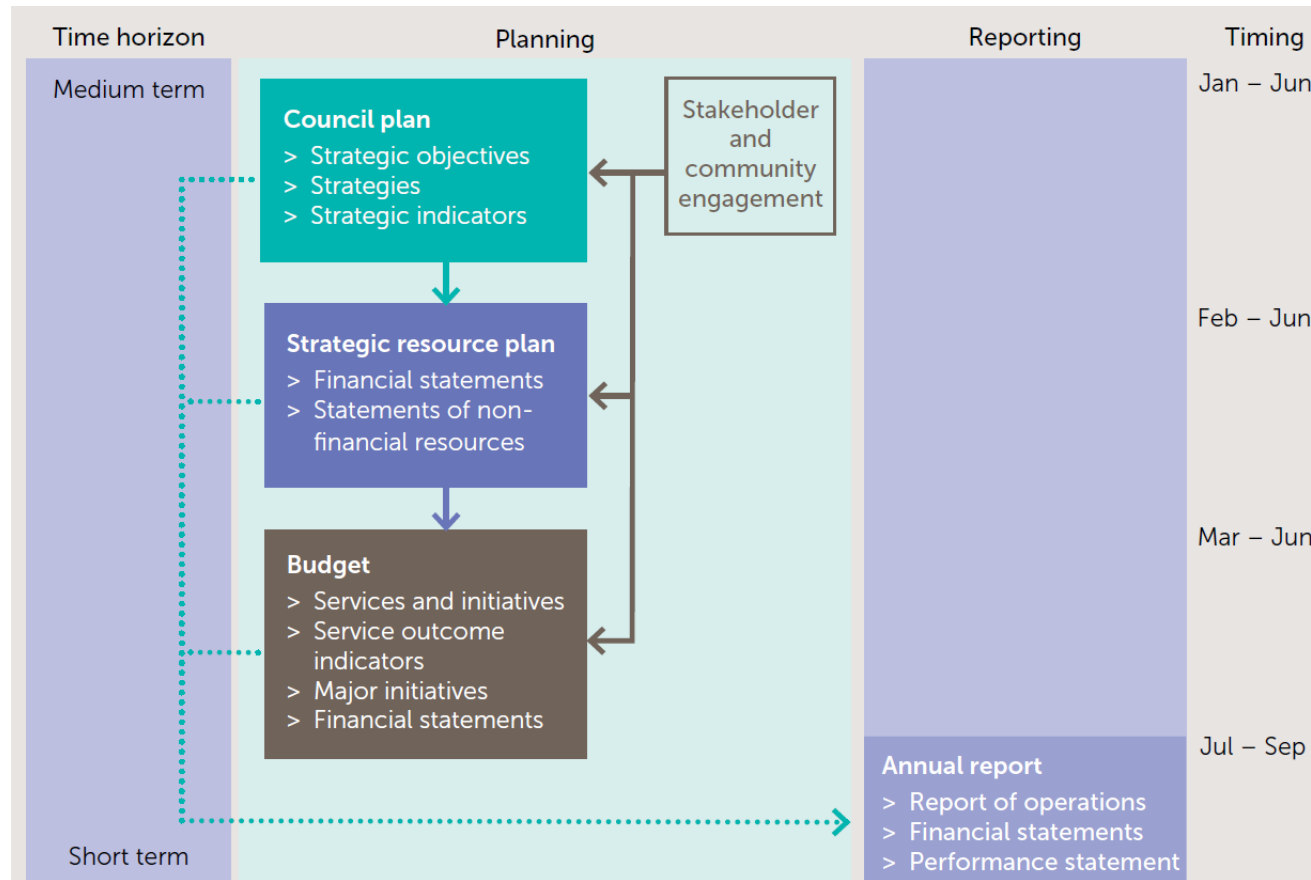 Time horizon
Planning
Reporting
Timing
Medium term
Jan – Jun
Council plan
> Strategic objectives
> Strategies
> Strategic indicators
Stakeholder
and
community
engagement
Feb – Jun
Strategic resource plan
> Financial statements
> Statements of non-
financial resources
Mar – Jun
Budget
> Services and initiatives
> Service outcome
indicators
> Major initiatives
> Financial statements
Jul – Sep
Annual report
> Report of operations
> Financial statements
> Performance statement
Short term